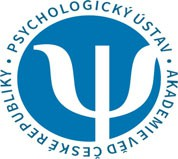 PSYCHOLOGICKÝ ÚSTAV
AKADEMIE VĚD ČESKÉ REPUBLIKY